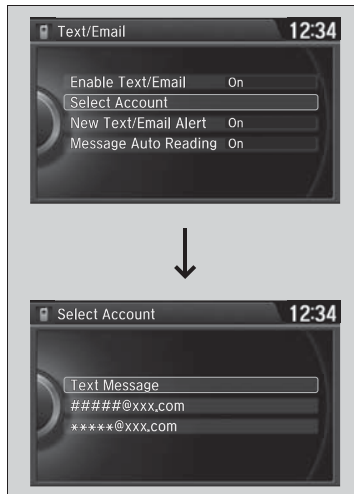 Text/Email 12:34
Enable Text/Email On
Select Account
New Text/Email Alert On
Message Auto Reading On
Select Account 12:34
Text Message
#####@xxx.com
*****@xxx.com